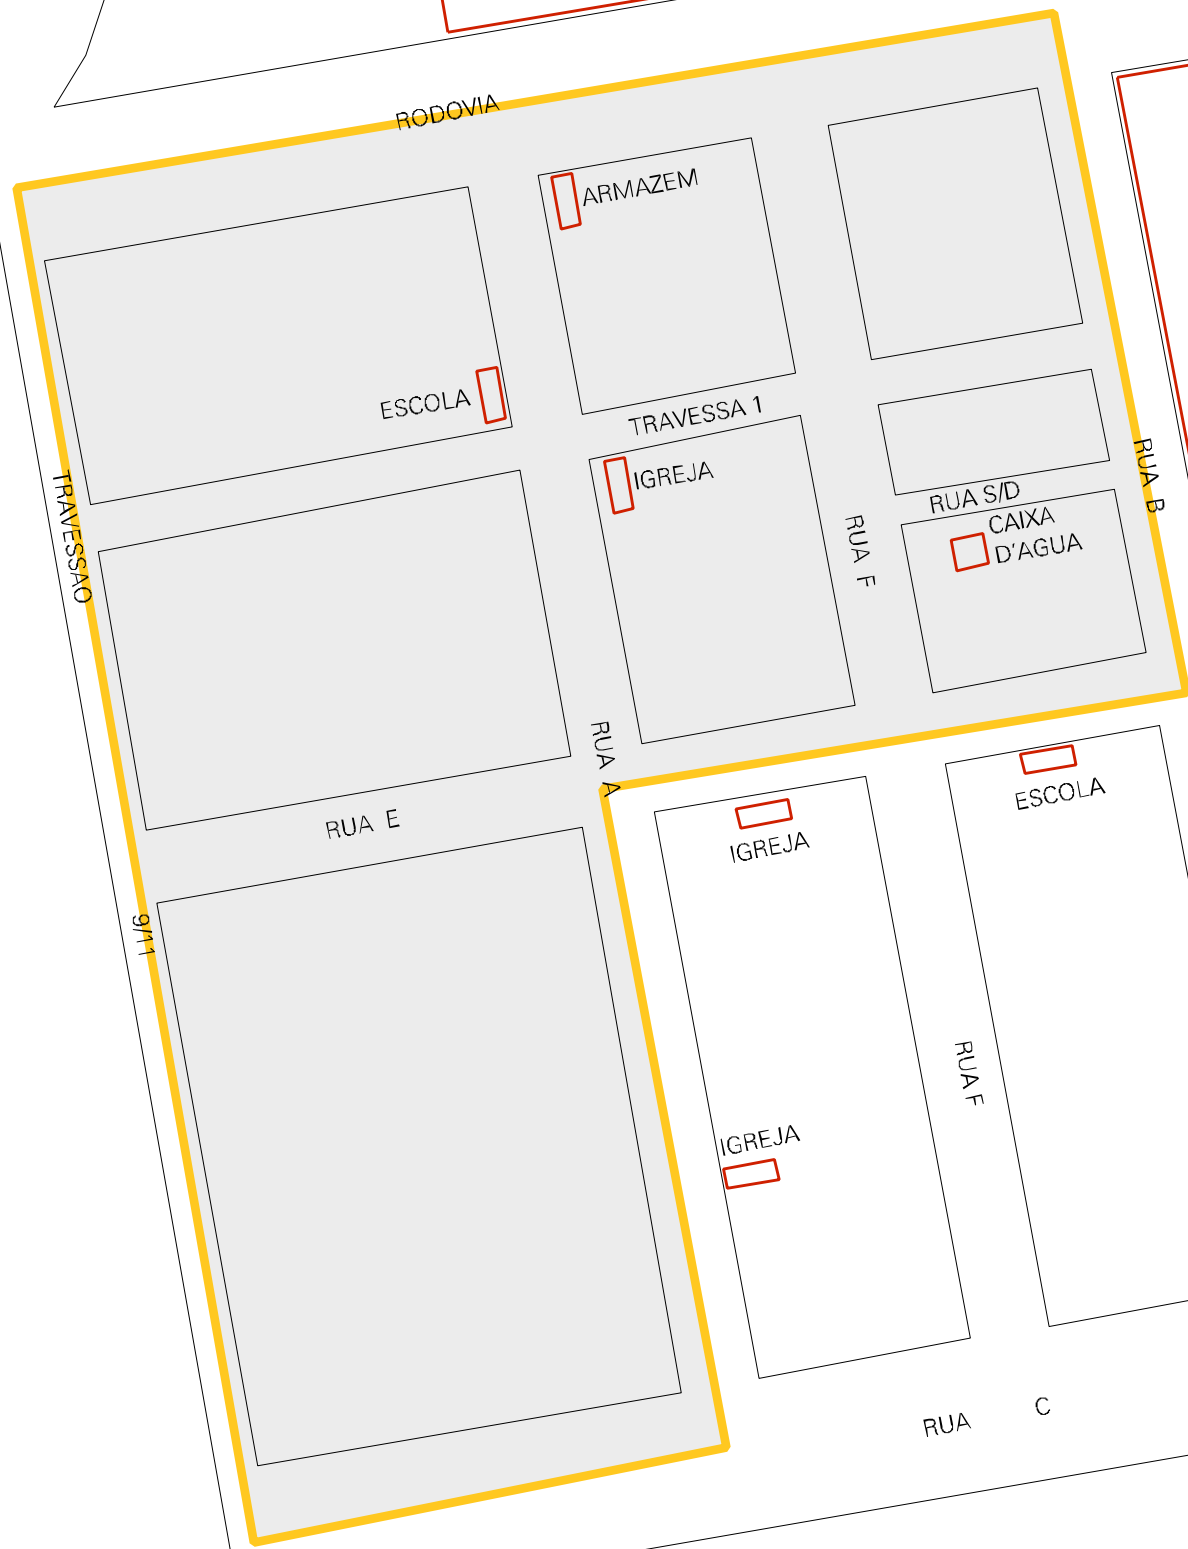 RODOVIA
ARMAZEM
ESCOLA
TRAVESSA 1
IGREJA
TRAVESSAO
RUA B
RUA S/D
CAIXA
D'AGUA
RUA F
RUA A
RUA E
ESCOLA
IGREJA
9/11
RUA F
IGREJA
RUA C